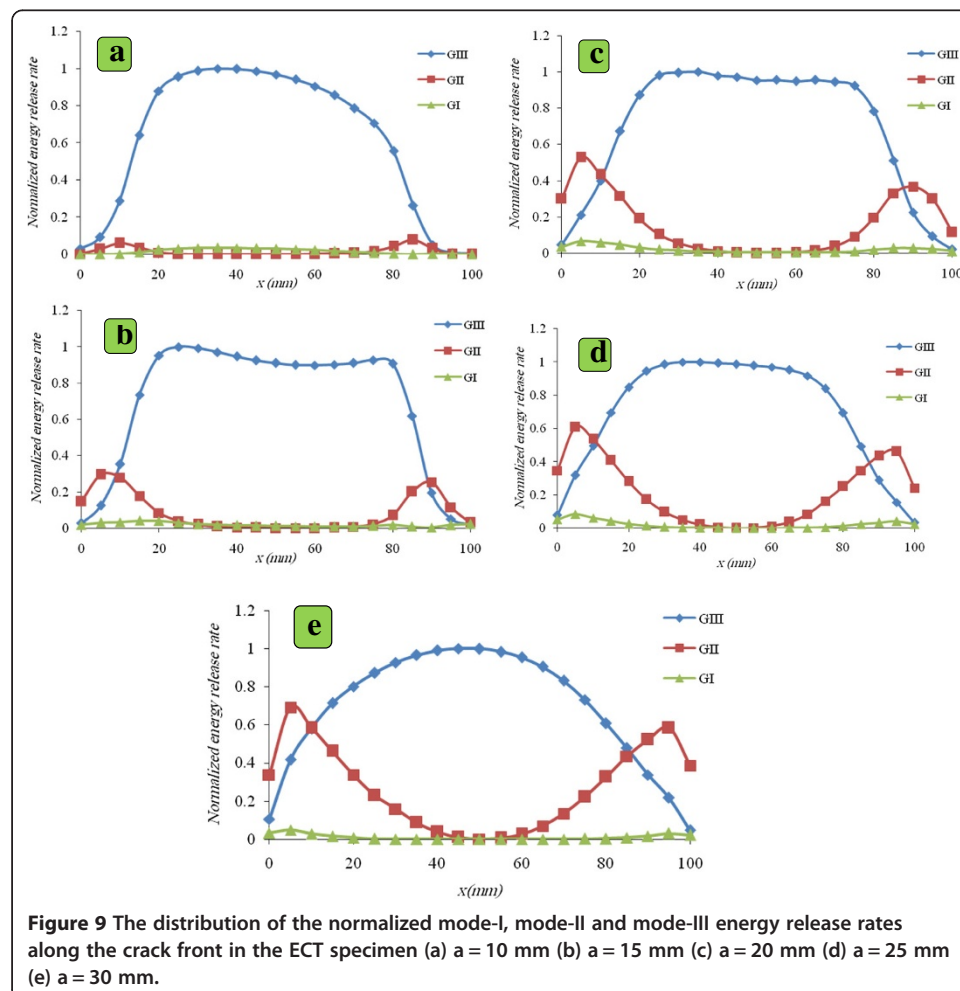 a
Normalized energy release rate
1.2
1
0.8
0.6
0.4
0.2
0
0 20 40 60 80 100
x (mm)
GIII
GII
GI
c
Normalized energy release rate
1.2
1
0.8
0.6
0.4
0.2
0
0 20 40 60 80 100
x (mm)
GIII
GII
GI
b
Normalized energy release rate
1.2
1
0.8
0.6
0.4
0.2
0
0 20 40 60 80 100
x (mm)
GIII
GII
GI
d
Normalized energy release rate
1.2
1
0.8
0.6
0.4
0.2
0
0 20 40 60 80 100
x (mm)
GIII
GII
GI
e
Normalized energy release rate
1.2
1
0.8
0.6
0.4
0.2
0
0 20 40 60 80 100
x(mm)
GIII
GII
GI
Figure 9 The distribution of the normalized mode-I, mode-II and mode-III energy release rates
along the crack front in the ECT specimen (a) a = 10 mm (b) a = 15 mm (c) a = 20 mm (d) a = 25 mm
(e) a = 30 mm.